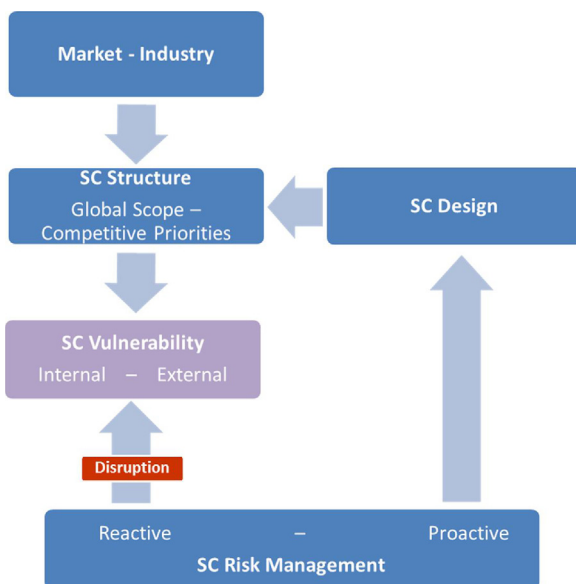 Market - Industry
SC Structure
Global Scope –
Competitive Priorities
SC Design
SC Vulnerability
Internal – External
Disruption
Reactive – Proactive
SC Risk Management